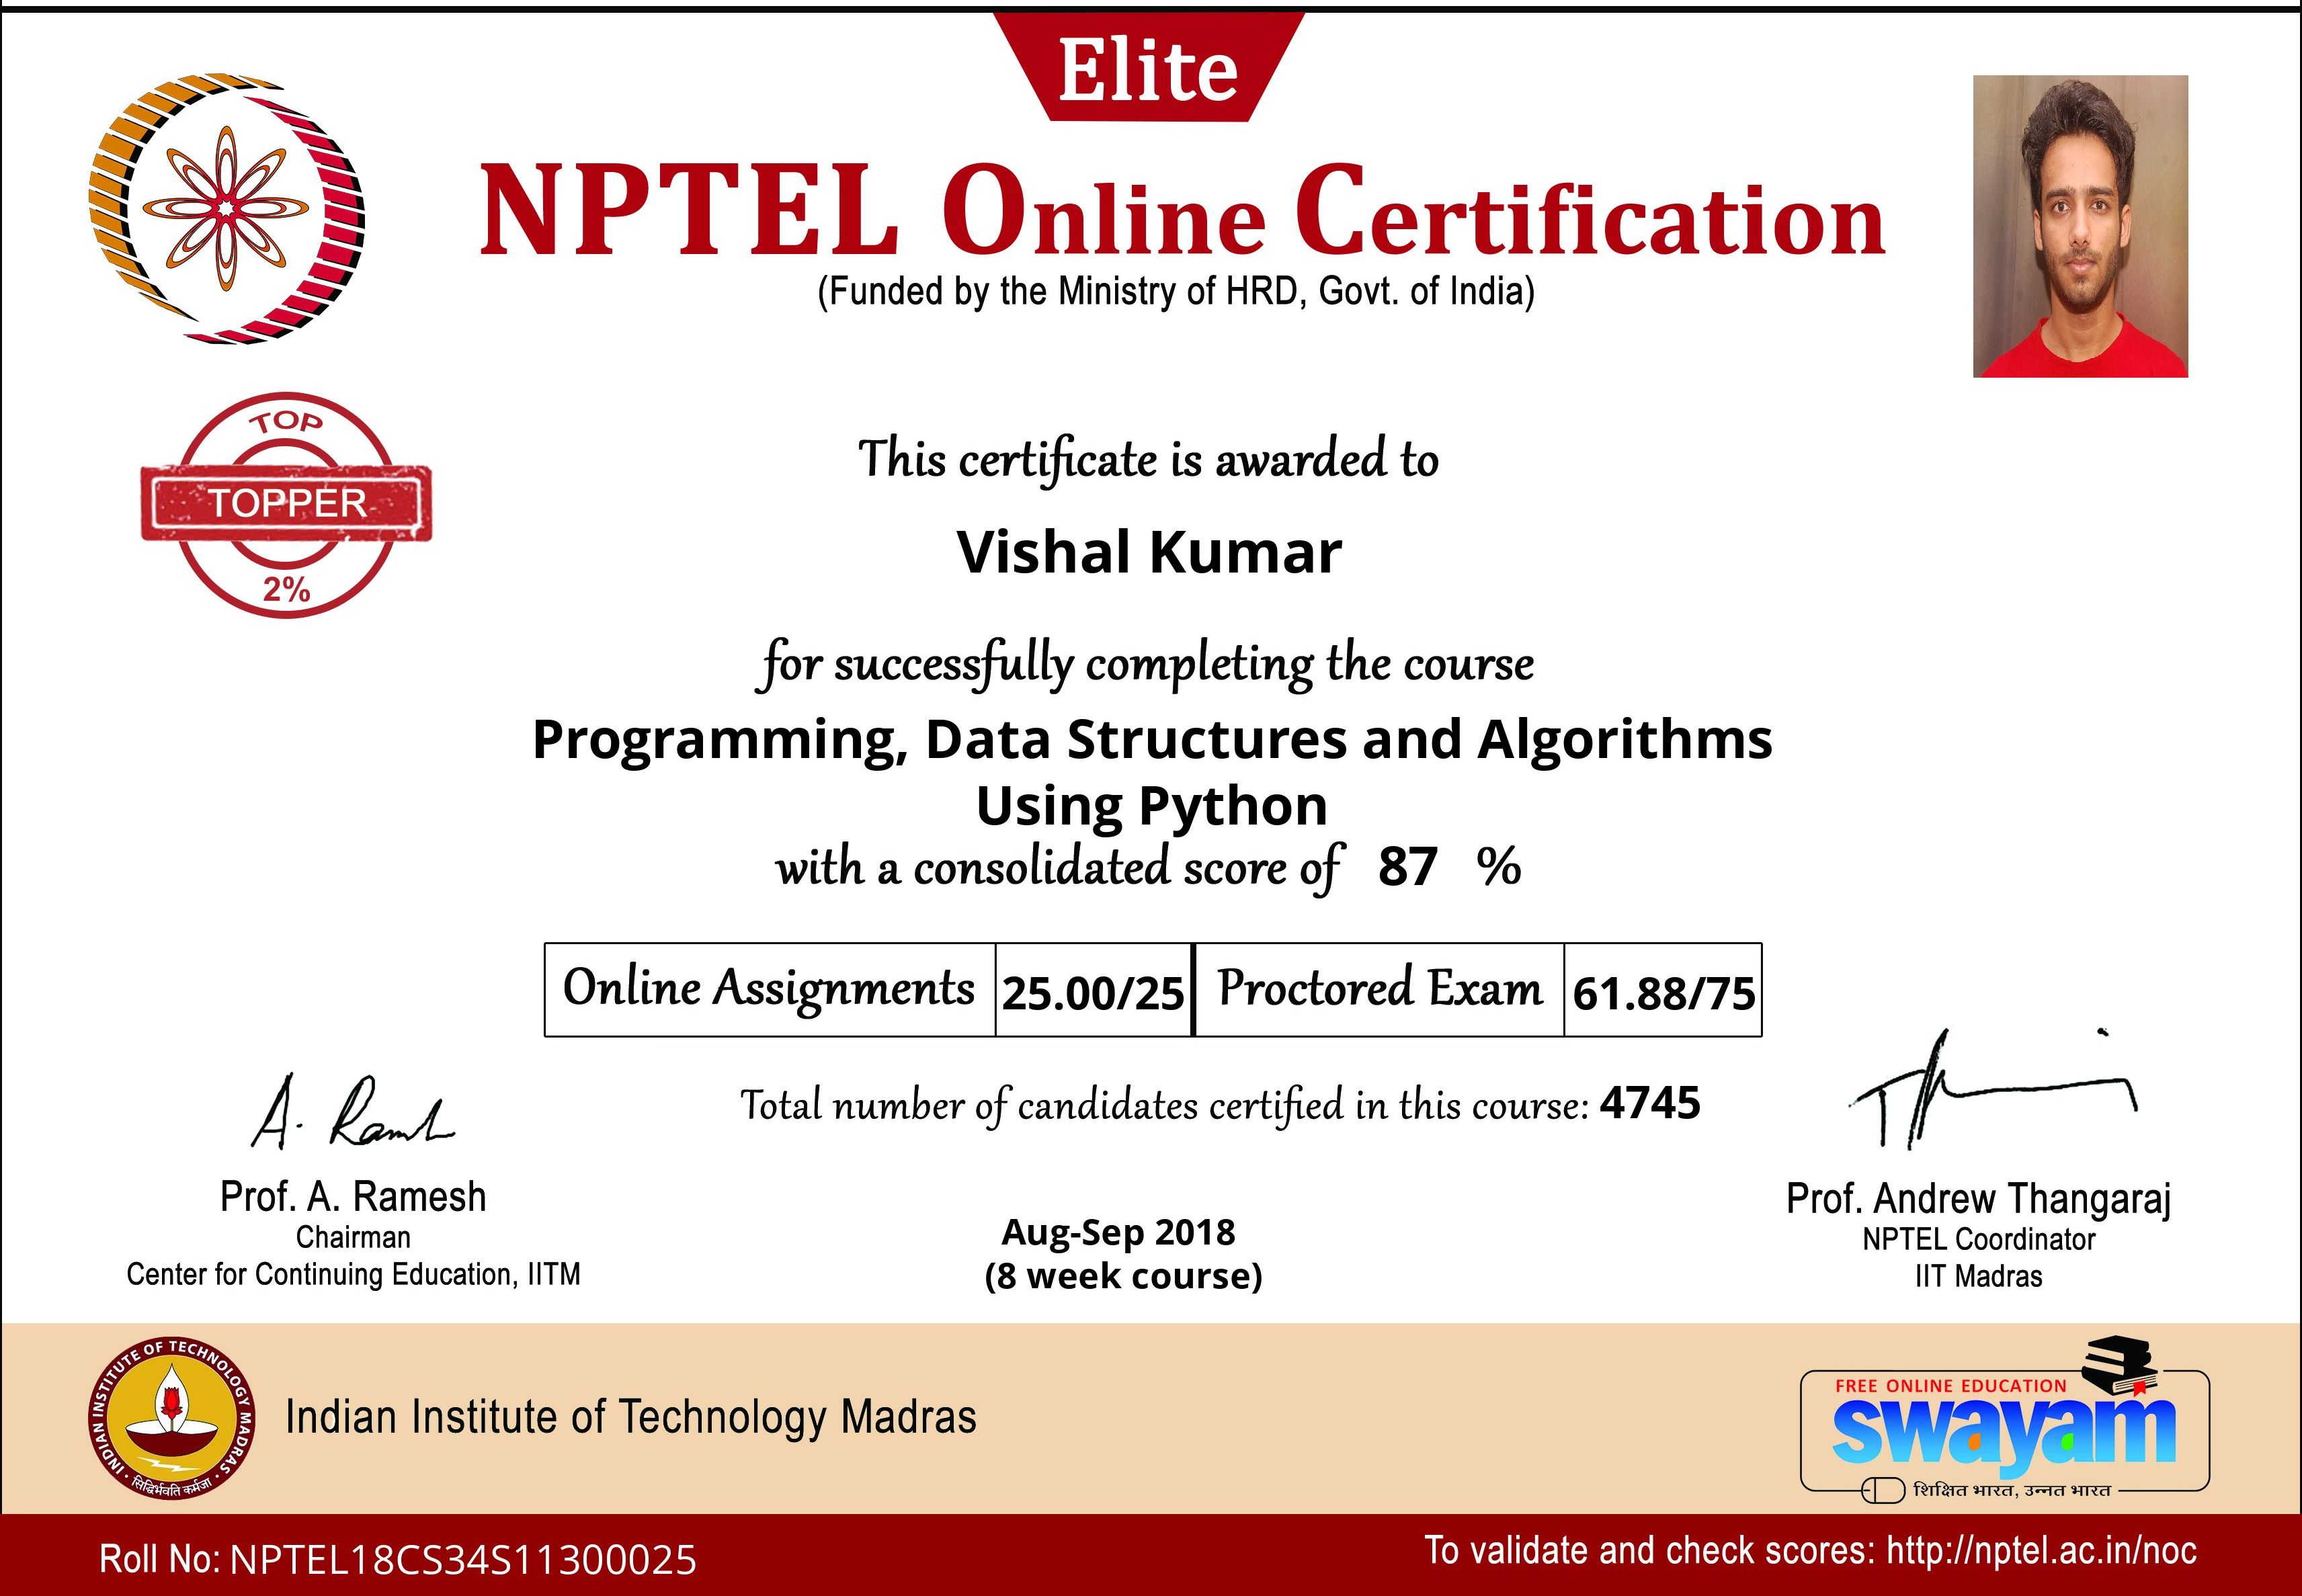 Elite
NPTEL Online Certification
(Funded by the Ministry of HRD, Govt. of India)
TOP
TOPPER
2%
This certificate is awarded to
Vishal Kumar
for successfully completing the course
Programming, Data Structures and Algorithms
Using Python
with a consolidated score of 87 %
Online Assignments 25.00/25 Proctored Exam 61.88/75
Total number of candidates certified in this course: 4745
A. Ramesh
Prof. A. Ramesh
Chairman
Center for Continuing Education, IITM
Aug-Sep 2018
(8 week course)
Prof. Andrew Thangaraj
NPTEL Coordinator
IIT Madras
INDIAN INSTITUTE OF TECHNOLOGY MADRAS
सिद्धिर्भवति कर्मजा
Indian Institute of Technology Madras
FREE ONLINE EDUCATION
swayam
शिक्षित भारत, उन्नत भारत
Roll No: NPTEL18CS34S11300025
To validate and check scores: http://nptel.ac.in/noc